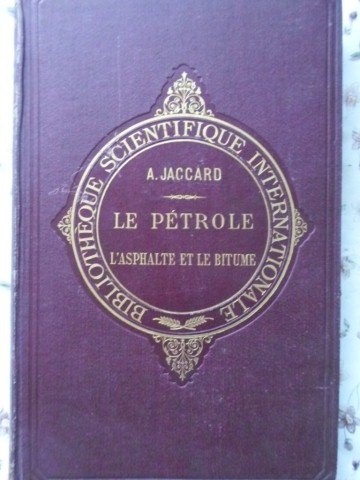 BIBLIOTHÈQUE SCIENTIFIQUE INTERNATIONALE
A. JACCARD
LE PÉTROLE
L'ASPHALTE ET LE BITUME